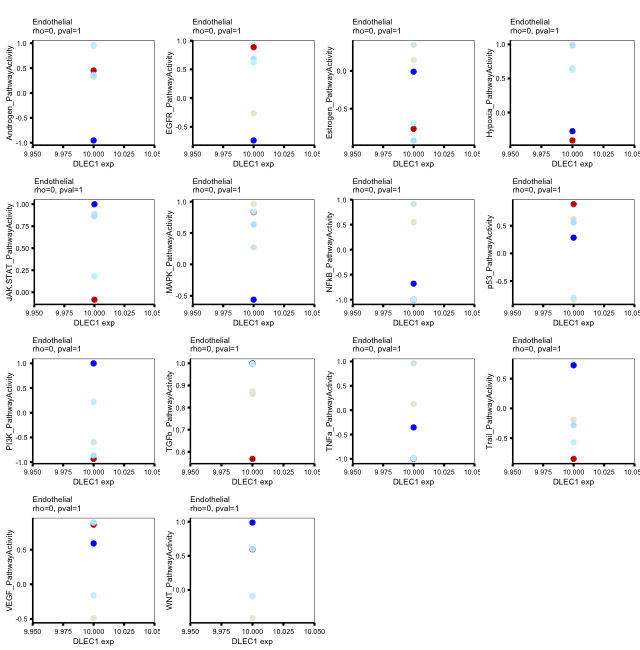 Endothelial
rho=0, pval=1
Androgen_PathwayActivity
1.0
0.5
0.0
-0.5
-1.0
9.950 9.975 10.000 10.025 10.05
DLEC1 exp
Endothelial
rho=0, pval=1
EGFR_PathwayActivity
1.0
0.5
0.0
-0.5
9.950 9.975 10.000 10.025 10.05
DLEC1 exp
Endothelial
rho=0, pval=1
Estrogen_PathwayActivity
0.0
-0.5
9.950 9.975 10.000 10.025 10.05
DLEC1 exp
Endothelial
rho=0, pval=1
Hypoxia_PathwayActivity
1.0
0.5
0.0
9.950 9.975 10.000 10.025 10.05
DLEC1 exp
Endothelial
rho=0, pval=1
JAK.STAT_PathwayActivity
1.00
0.75
0.50
0.25
0.00
9.950 9.975 10.000 10.025 10.0
DLEC1 exp
Endothelial
rho=0, pval=1
MAPK_PathwayActivity
1.0
0.5
0.0
-0.5
9.950 9.975 10.000 10.025 10.05
DLEC1 exp
Endothelial
rho=0, pval=1
NFkB_PathwayActivity
1.0
0.5
0.0
-0.5
-1.0
9.950 9.975 10.000 10.025 10.05
DLEC1 exp
Endothelial
rho=0, pval=1
p53_PathwayActivity
0.5
0.0
-0.5
9.950 9.975 10.000 10.025 10.05
DLEC1 exp
Endothelial
rho=0, pval=1
PI3K_PathwayActivity
1.0
0.5
0.0
-0.5
-1.0
9.950 9.975 10.000 10.025 10.05
DLEC1 exp
Endothelial
rho=0, pval=1
TGFb_PathwayActivity
1.0
0.9
0.8
0.7
0.6
9.950 9.975 10.000 10.025 10.05
DLEC1 exp
Endothelial
rho=0, pval=1
TNFa_PathwayActivity
1.0
0.5
0.0
-0.5
-1.0
9.950 9.975 10.000 10.025 10.05
DLEC1 exp
Endothelial
rho=0, pval=1
Trail_PathwayActivity
0.5
0.0
-0.5
9.950 9.975 10.000 10.025 10.05
DLEC1 exp
Endothelial
rho=0, pval=1
VEGF_PathwayActivity
0.5
0.0
-0.5
9.950 9.975 10.000 10.025 10.05
DLEC1 exp
Endothelial
rho=0, pval=1
WNT_PathwayActivity
1.0
0.5
0.0
9.950 9.975 10.000 10.025 10.050
DLEC1 exp